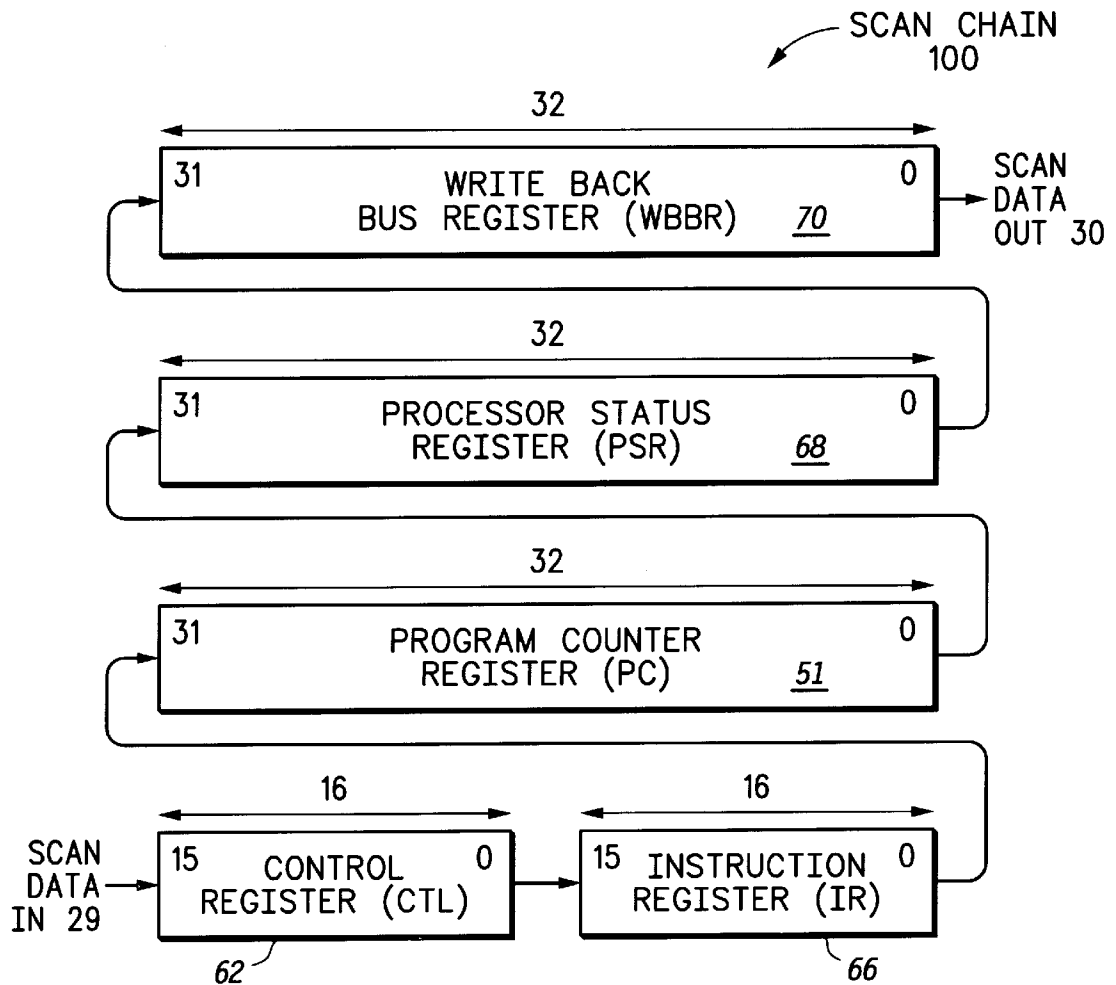 SCAN CHAIN
100
32
31
0
WRITE BACK
BUS REGISTER (WBBR)
70
SCAN
DATA
OUT 30
32
31
0
PROCESSOR STATUS
REGISTER (PSR)
68
32
31
0
PROGRAM COUNTER
REGISTER (PC)
51
16
16
SCAN
DATA
IN 29
15
0
CONTROL
REGISTER (CTL)
62
15
0
INSTRUCTION
REGISTER (IR)
66